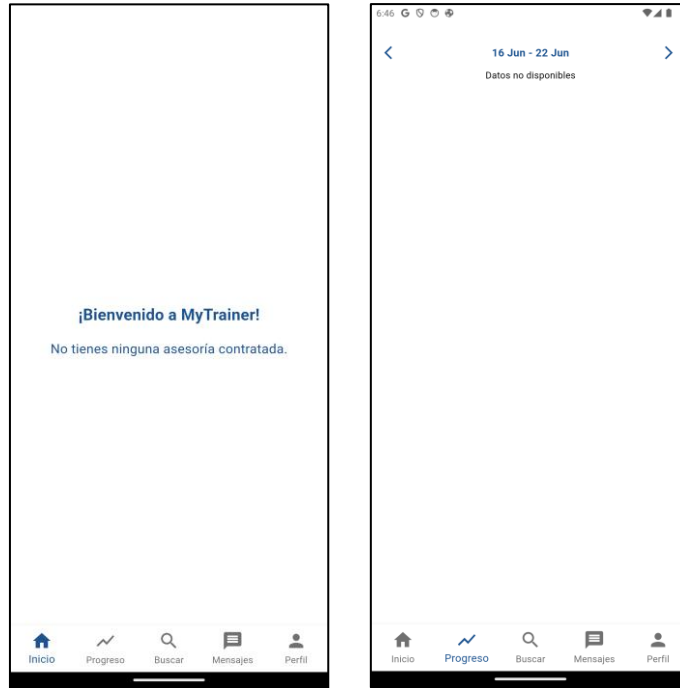 ¡Bienvenido a MyTrainer!
No tienes ninguna asesoría contratada.
Inicio Progreso Buscar Mensajes Perfil
6:46
16 Jun - 22 Jun
Datos no disponibles
Inicio Progreso Buscar Mensajes Perfil